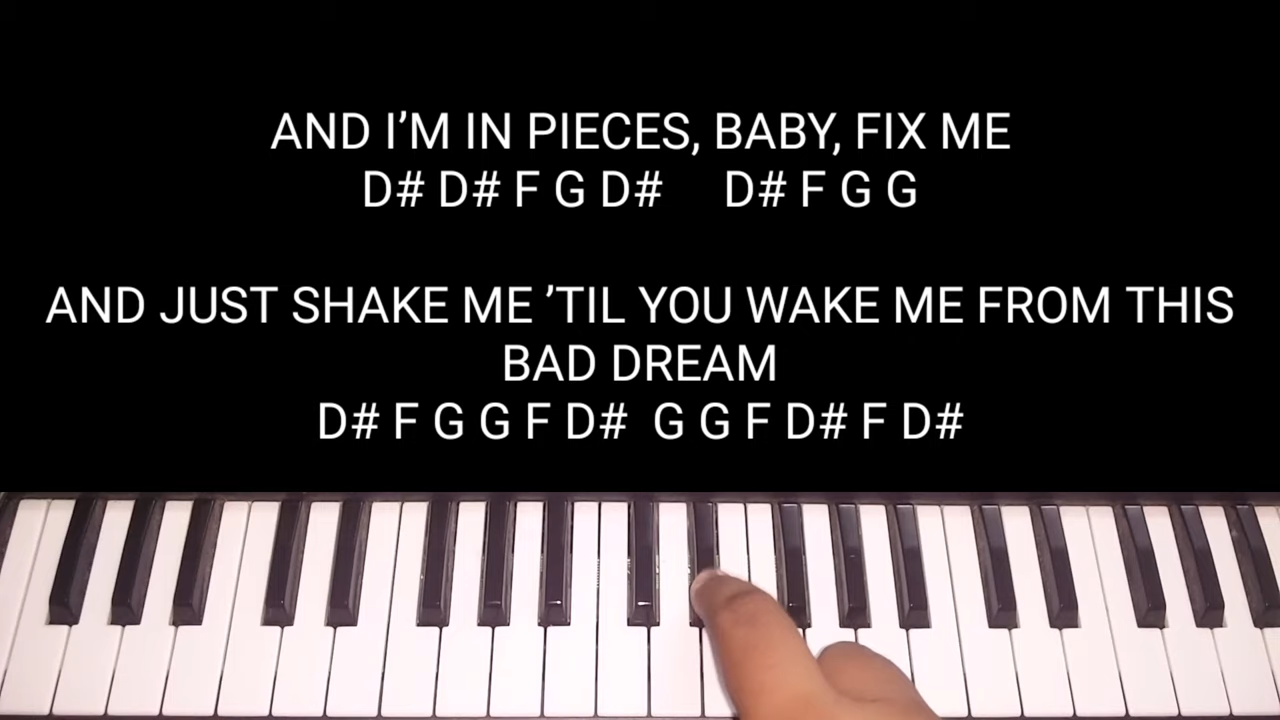 AND I’M IN PIECES, BABY, FIX ME
D# D# F G D# D# F G G
AND JUST SHAKE ME ’TIL YOU WAKE ME FROM THIS
BAD DREAM
D# F G G F D# G G F D# F D#